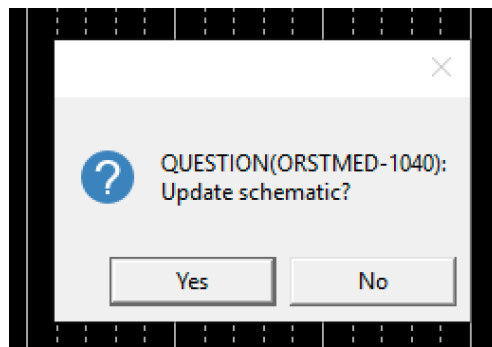 QUESTION(ORSTMED-1040):
Update schematic?
Yes
No